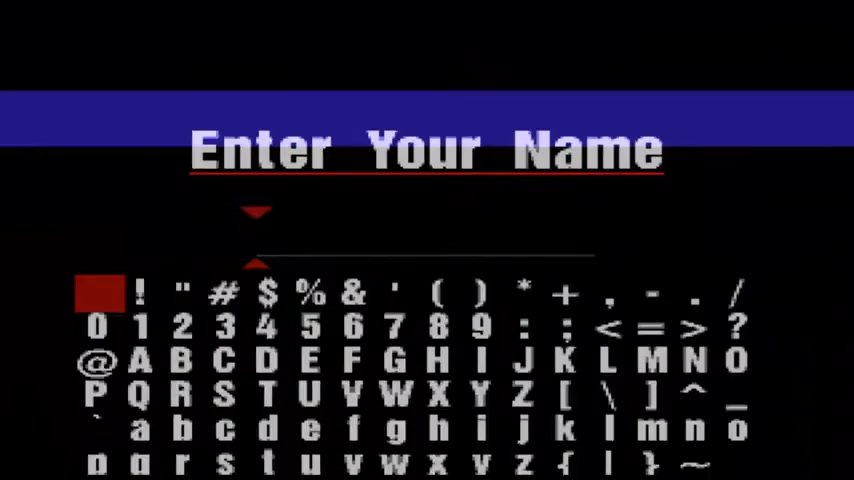 Enter Your Name
! " # $ % & ' ( ) * + , - . /
0 1 2 3 4 5 6 7 8 9 : ; < = > ?
@ A B C D E F G H I J K L M N O
P Q R S T U V W X Y Z [ \ ] ^ _
` a b c d e f g h i j k l m n o
p q r s t u v w x y z { | } ~